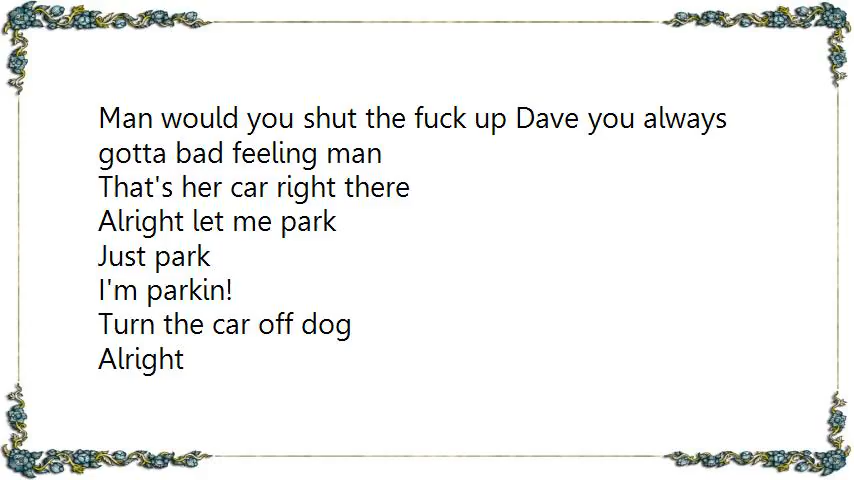 Man would you shut the fuck up Dave you always
gotta bad feeling man
That's her car right there
Alright let me park
Just park
I'm parkin!
Turn the car off dog
Alright